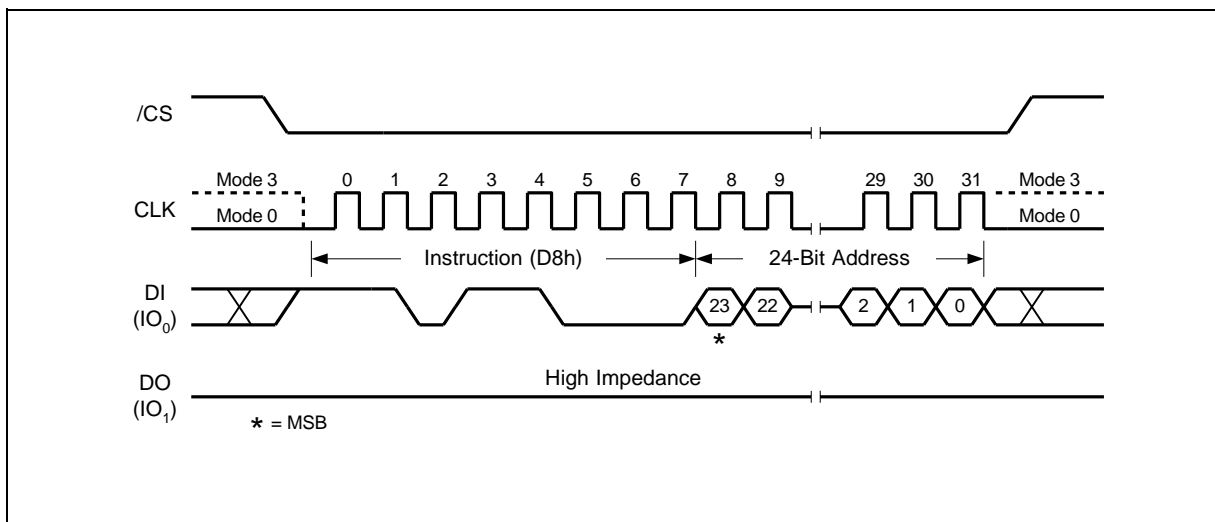 /CS
Mode 3 0 1 2 3 4 5 6 7 8 9 29 30 31 Mode 3
CLK
Mode 0 Mode 0
Instruction (D8h) 24-Bit Address
DI
(IO₀)
23 22 2 1 0
*
High Impedance
DO
(IO₁)
* = MSB